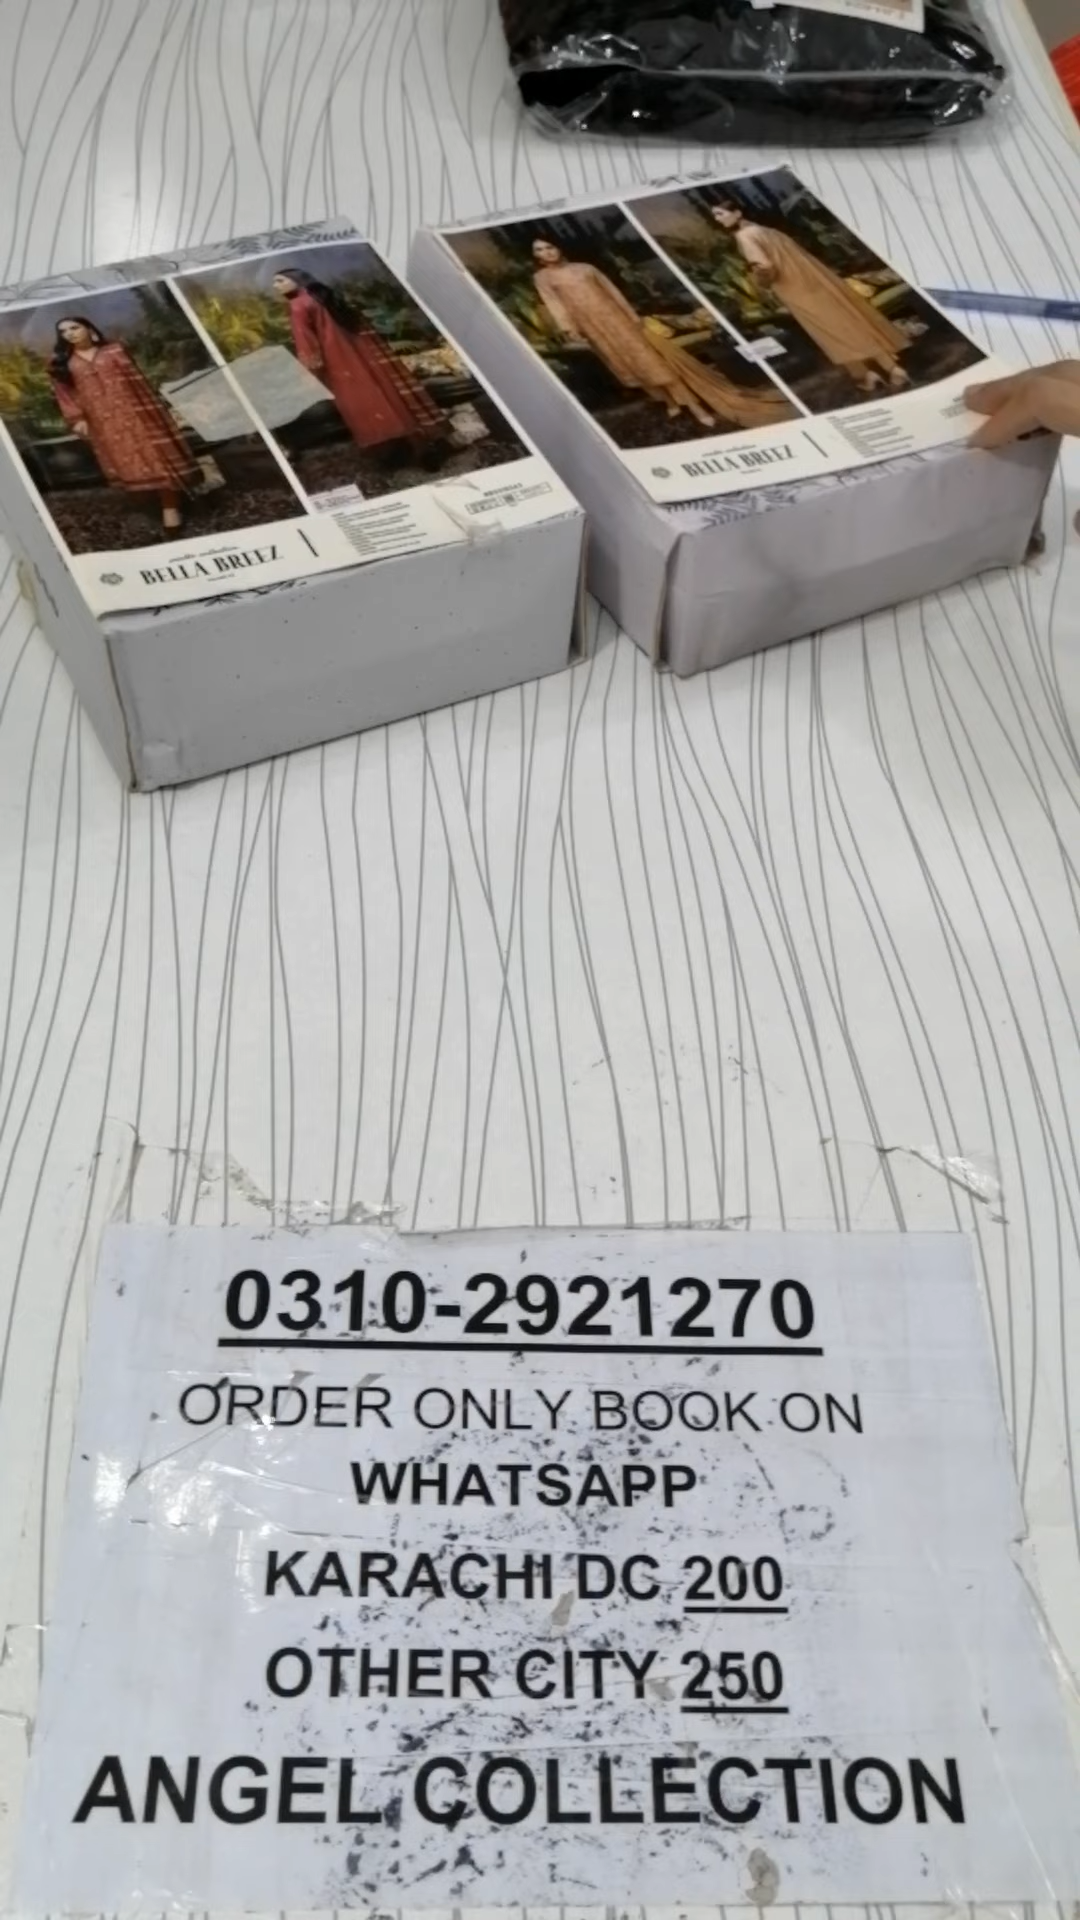 BELLA BREEZ
BELLA BREEZ
0310-2921270
ORDER ONLY BOOK ON
WHATSAPP
KARACHI DC 200
OTHER CITY 250
ANGEL COLLECTION